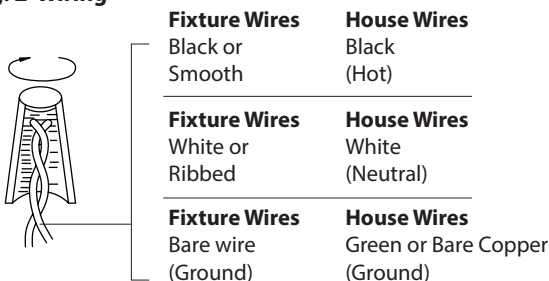 Wiring
Fixture Wires House Wires
Black or Black
Smooth (Hot)
Fixture Wires House Wires
White or White
Ribbed (Neutral)
Fixture Wires House Wires
Bare wire Green or Bare Copper
(Ground) (Ground)